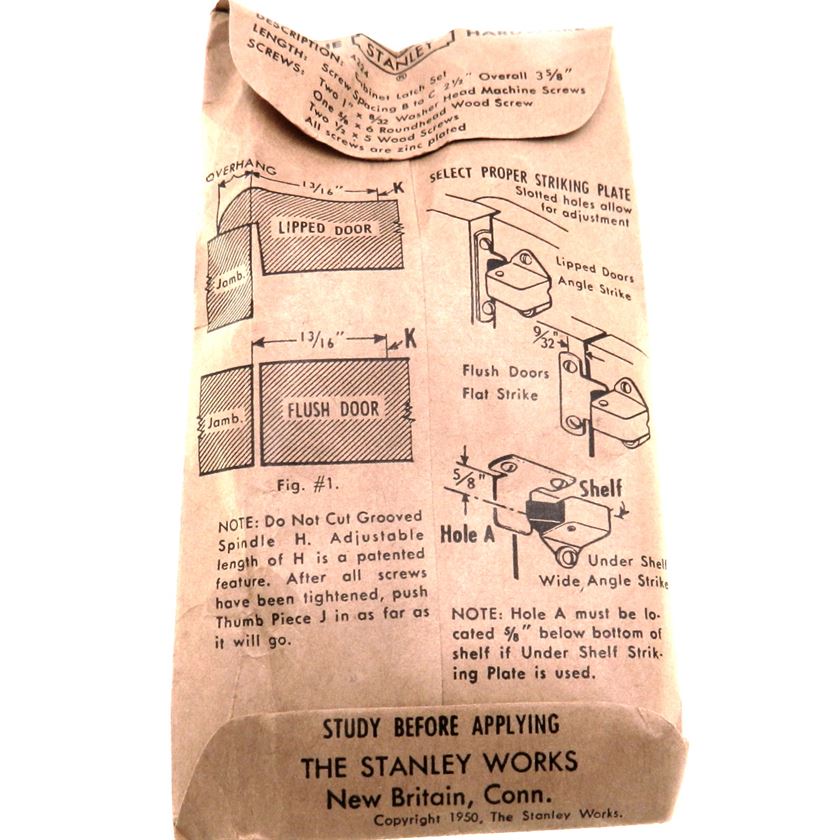 STANLEY
®
DESCRIPTION: Cabinet Latch Set
LENGTH: Screw Spacing B to C 2½" Overall 3⅝"
SCREWS: Two 1" x 8/32 Washer Head Machine Screws
One ⅝ x 6 Roundhead Wood Screw
Two ½ x 5 Wood Screws
All screws are zinc plated
OVERHANG
13/16" K
LIPPED DOOR
Jamb.
13/16" K
Jamb. FLUSH DOOR
Fig. #1.
NOTE: Do Not Cut Grooved
Spindle H. Adjustable
length of H is a patented
feature. After all screws
have been tightened, push
Thumb Piece J in as far as
it will go.
SELECT PROPER STRIKING PLATE
Slotted holes allow
for adjustment
Lipped Doors
Angle Strike
9/32"
Flush Doors
Flat Strike
5/8"
Shelf
Hole A
Under Shelf
Wide Angle Strike
NOTE: Hole A must be lo-
cated ⅝" below bottom of
shelf if Under Shelf Strik-
ing Plate is used.
STUDY BEFORE APPLYING
THE STANLEY WORKS
New Britain, Conn.
Copyright 1950, The Stanley Works.